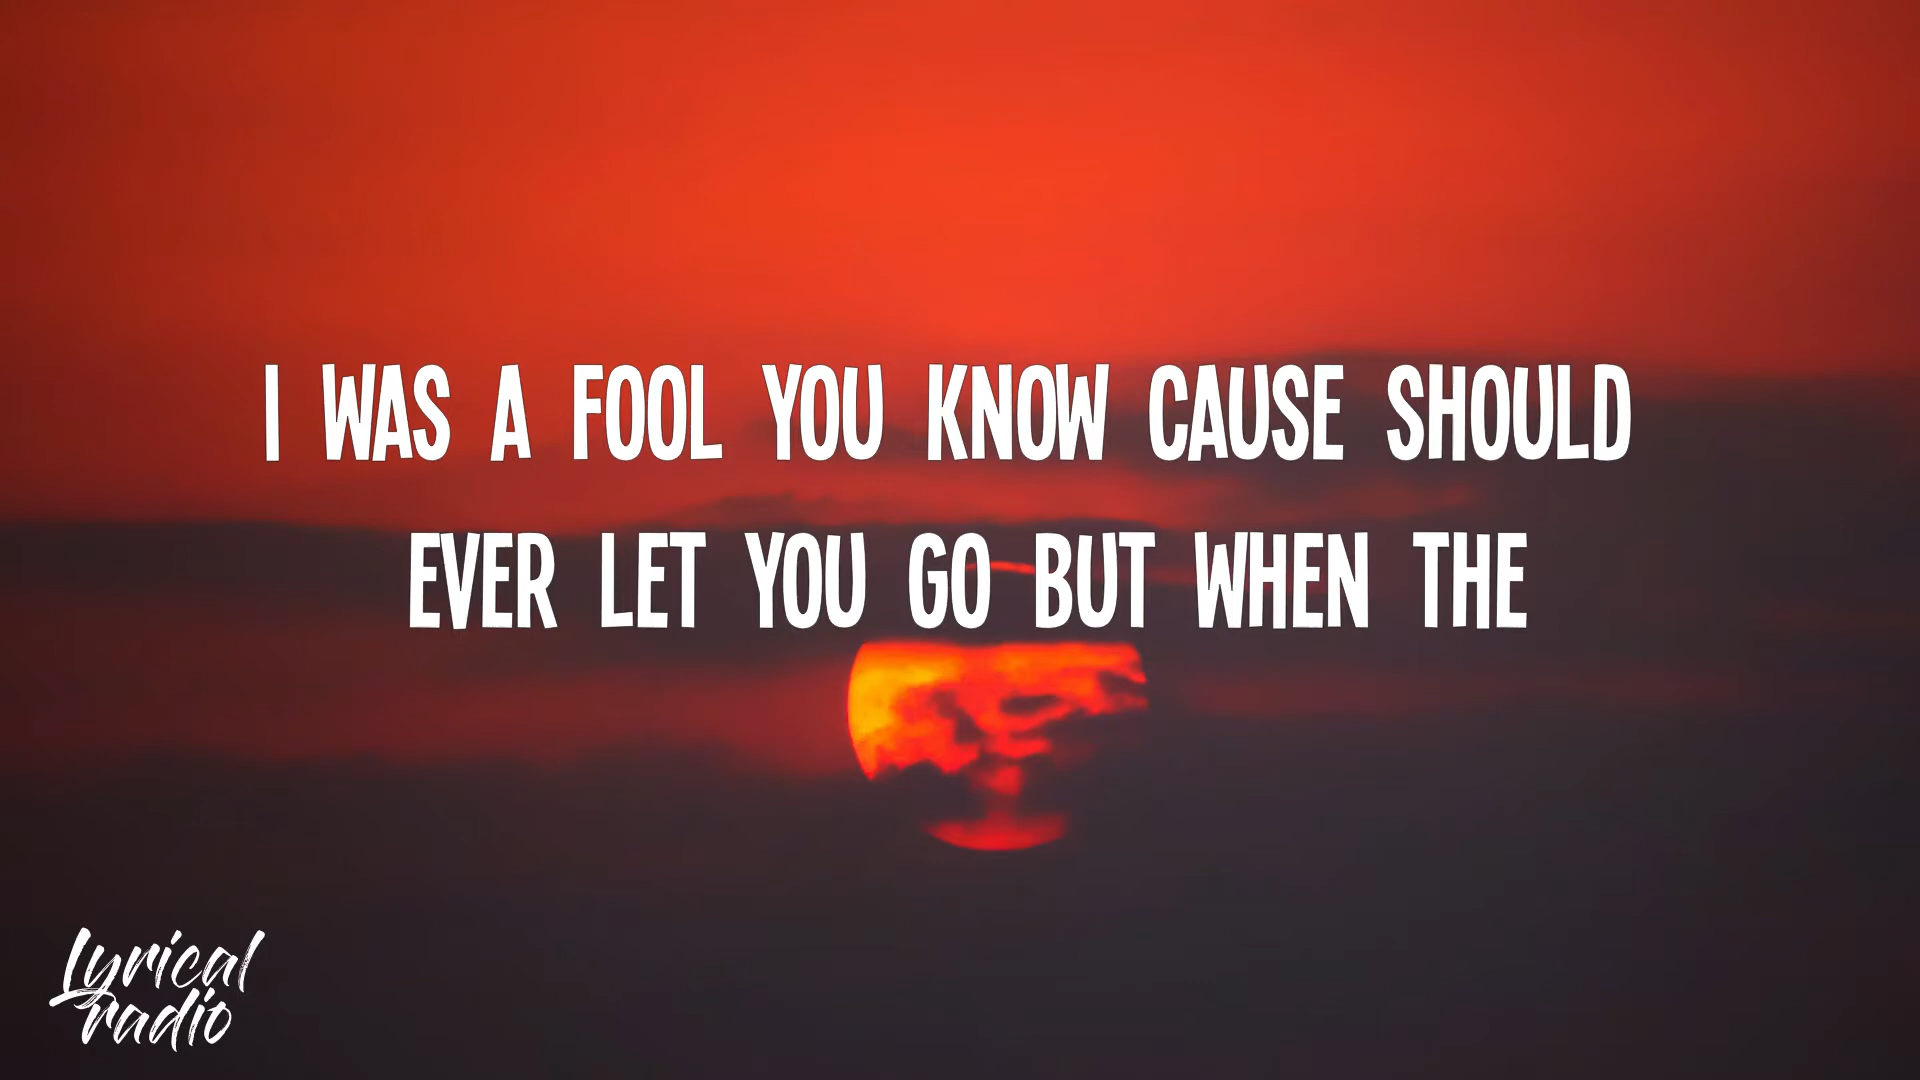 I WAS A FOOL YOU KNOW CAUSE SHOULD
EVER LET YOU GO BUT WHEN THE
Lyrical
radio